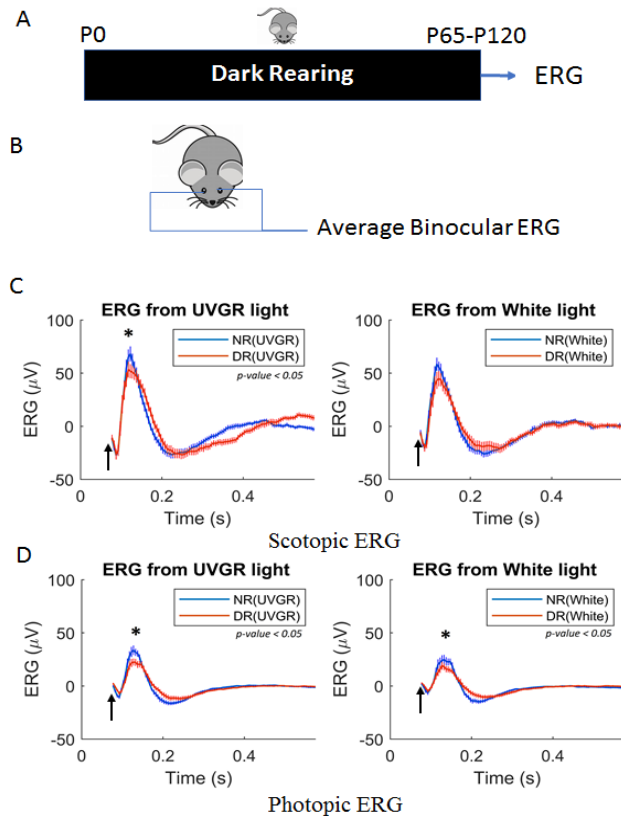 A
P0
P65-P120
Dark Rearing
ERG
B
Average Binocular ERG
C
ERG from UVGR light
*
NR(UVGR)
DR(UVGR)
p-value < 0.05
100
50
0
-50
ERG (μV)
0
0.2
0.4
Time (s)
ERG from White light
NR(White)
DR(White)
100
50
0
-50
ERG (μV)
0
0.2
0.4
Time (s)
Scotopic ERG
D
ERG from UVGR light
*
NR(UVGR)
DR(UVGR)
p-value < 0.05
100
50
0
-50
ERG (μV)
0
0.2
0.4
Time (s)
ERG from White light
*
NR(White)
DR(White)
p-value < 0.05
100
50
0
-50
ERG (μV)
0
0.2
0.4
Time (s)
Photopic ERG